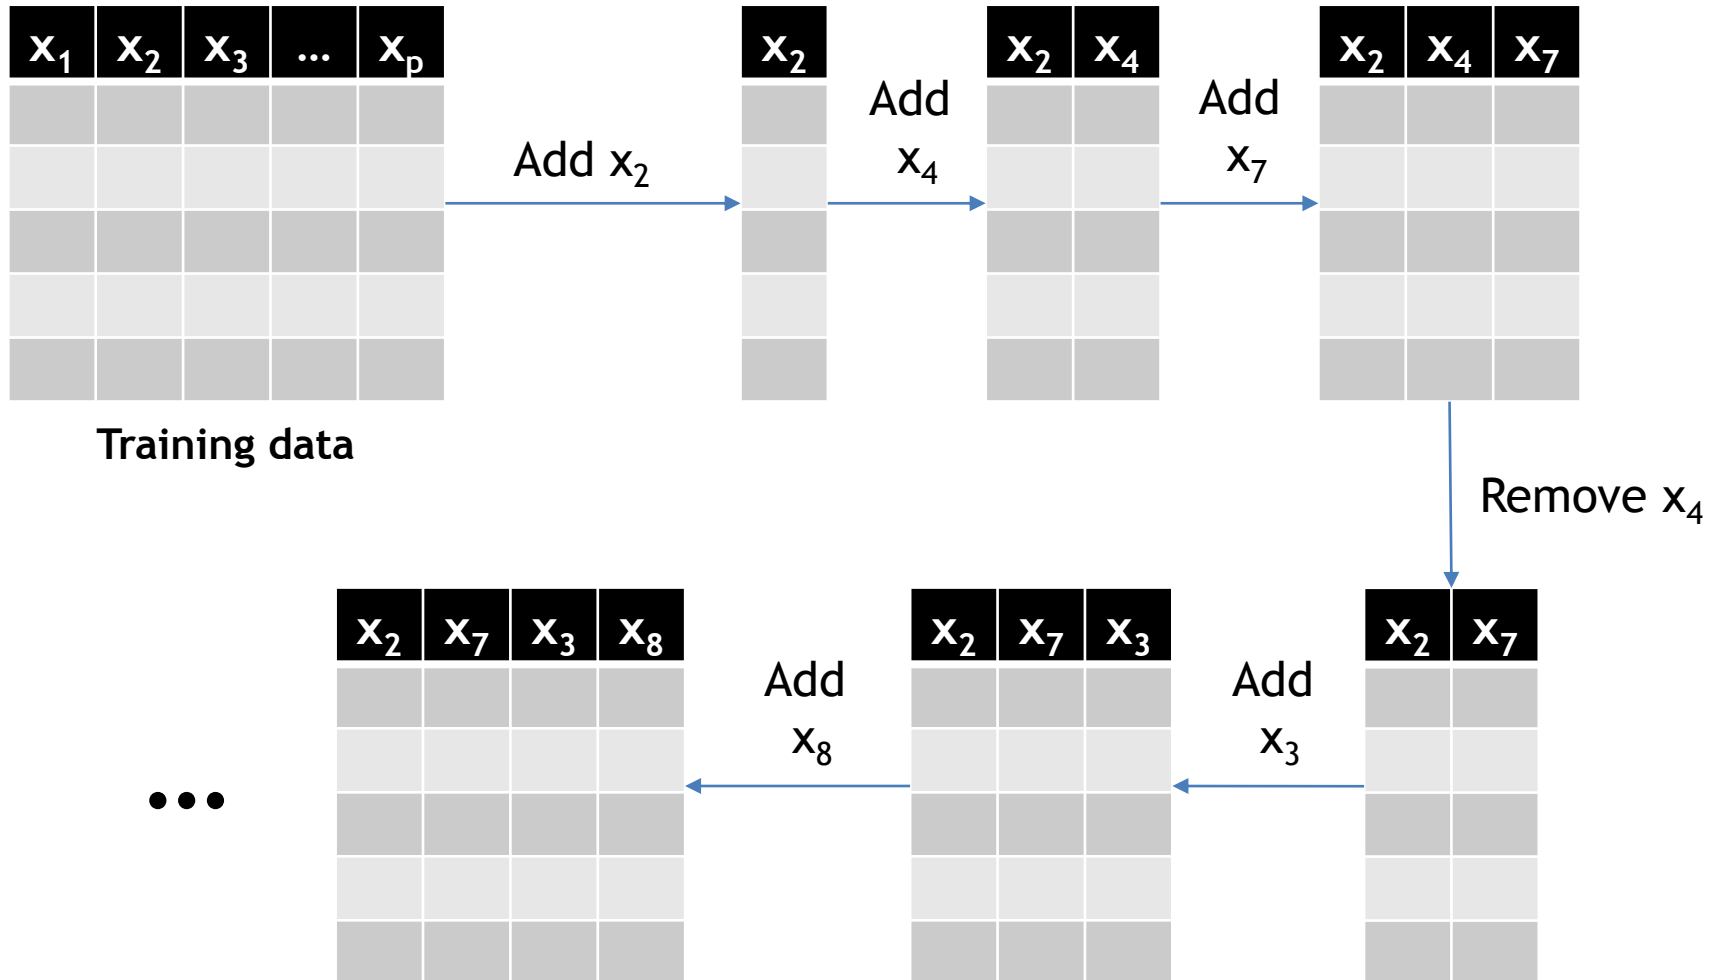 x₁ x₂ x₃ ... xₚ
Add x₂
x₂
Add
x₄
x₂ x₄
Add
x₇
x₂ x₄ x₇
Training data
Remove x₄
x₂ x₇
Add
x₃
x₂ x₇ x₃
Add
x₈
x₂ x₇ x₃ x₈
...